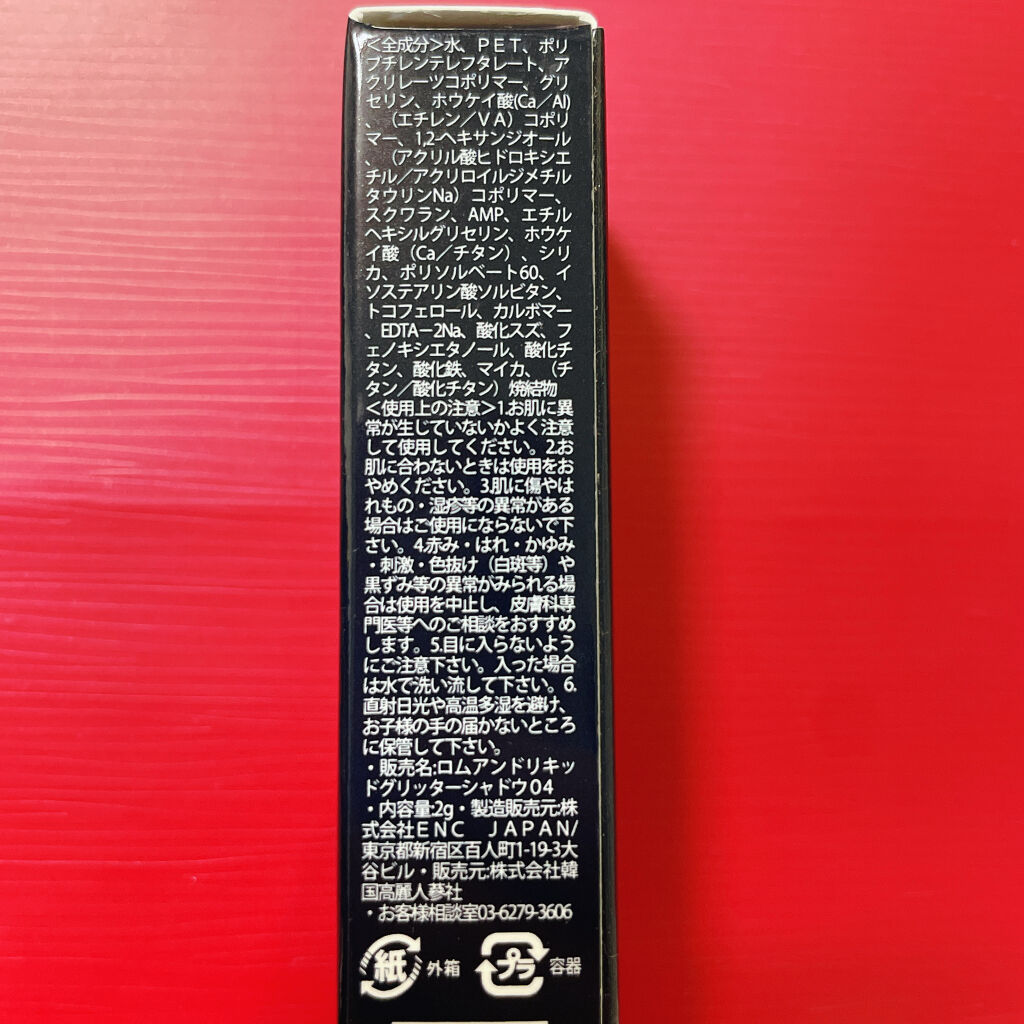 ＜全成分＞水、ＰＥＴ、ポリ
ブチレンテレフタレート、ア
クリレーツコポリマー、グリ
セリン、ホウケイ酸(Ca／Al)
、（エチレン／ＶＡ）コポリ
マー、1,2-ヘキサンジオール
、（アクリル酸ヒドロキシエ
チル／アクリロイルジメチル
タウリンNa）コポリマー、
スクワラン、AMP、エチル
ヘキシルグリセリン、ホウケ
イ酸（Ca／チタン）、シリ
カ、ポリソルベート60、イ
ソステアリン酸ソルビタン、
トコフェロール、カルボマー
、EDTA－2Na、酸化スズ、フ
ェノキシエタノール、酸化チ
タン、酸化鉄、マイカ、（チ
タン／酸化チタン）焼結物
＜使用上の注意＞1.お肌に異
常が生じていないかよく注意
して使用してください。2.お
肌に合わないときは使用をお
やめください。3.肌に傷やは
れもの・湿疹等の異常がある
場合はご使用にならないで下
さい。4.赤み・はれ・かゆみ
・刺激・色抜け（白斑等）や
黒ずみ等の異常がみられる場
合は使用を中止し、皮膚科専
門医等へのご相談をおすすめ
します。5.目に入らないよう
にご注意下さい。入った場合
は水で洗い流して下さい。6.
直射日光や高温多湿を避け、
お子様の手の届かないところ
に保管して下さい。
・販売名:ロムアンドリキッ
ドグリッターシャドウ０４
・内容量:2g・製造販売元:株
式会社ＥＮＣ　ＪＡＰＡＮ/
東京都新宿区百人町1-19-3大
谷ビル・販売元:株式会社韓
国高麗人蔘社
・お客様相談室03-6279-3606
紙 外箱 プラ 容器